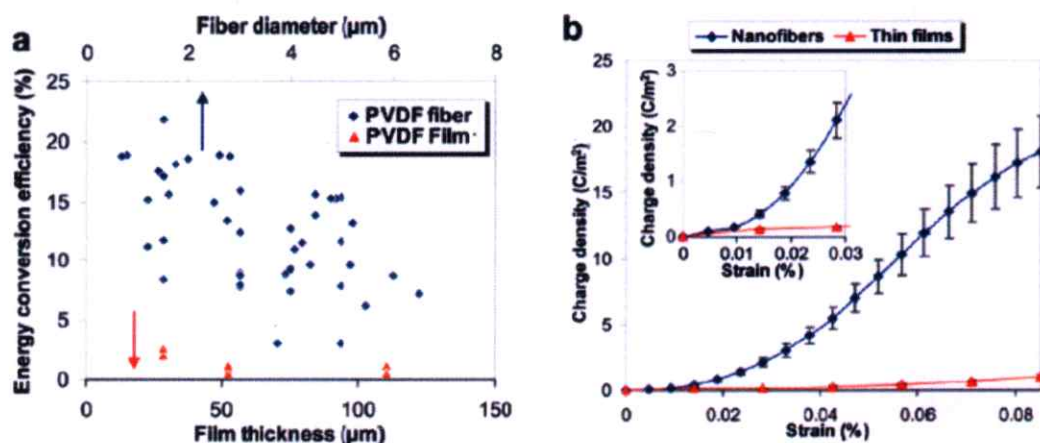 a
Fiber diameter (µm)
0 2 4 6 8
Energy conversion efficiency (%)
25
20
15
10
5
0
PVDF fiber
PVDF Film
0 50 100 150
Film thickness (µm)
b
Nanofibers Thin films
Charge density (C/m²)
25
20
15
10
5
0
Charge density (C/m²)
3
2
1
0
0 0.01 0.02 0.03
Strain (%)
0 0.02 0.04 0.06 0.08
Strain (%)